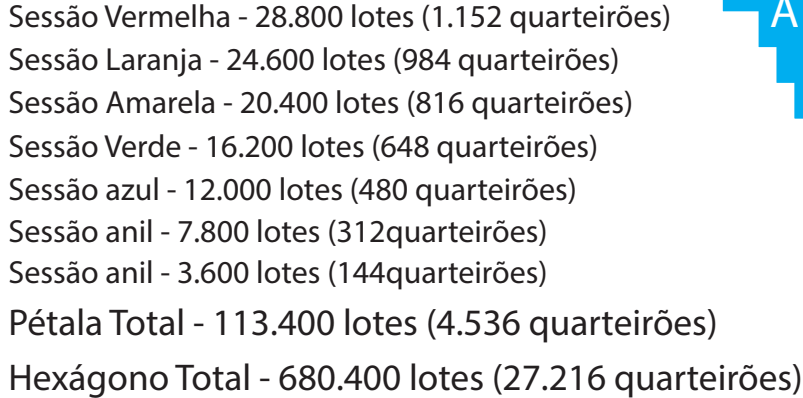 Sessão Vermelha - 28.800 lotes (1.152 quarteirões)
A
Sessão Laranja - 24.600 lotes (984 quarteirões)
Sessão Amarela - 20.400 lotes (816 quarteirões)
Sessão Verde - 16.200 lotes (648 quarteirões)
Sessão azul - 12.000 lotes (480 quarteirões)
Sessão anil - 7.800 lotes (312quarteirões)
Sessão anil - 3.600 lotes (144quarteirões)
Pétala Total - 113.400 lotes (4.536 quarteirões)
Hexágono Total - 680.400 lotes (27.216 quarteirões)